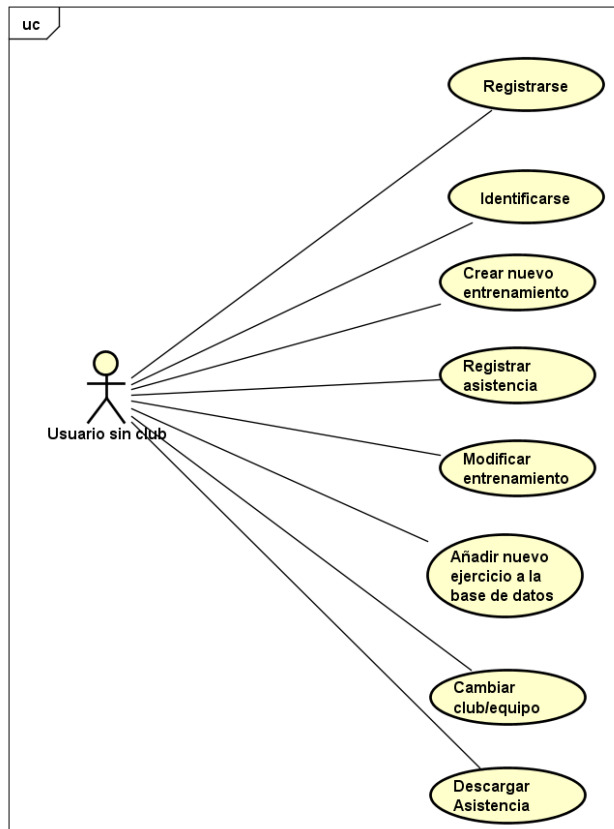 uc
Registrarse
Identificarse
Crear nuevo
entrenamiento
Registrar
asistencia
Usuario sin club
Modificar
entrenamiento
Añadir nuevo
ejercicio a la
base de datos
Cambiar
club/equipo
Descargar
Asistencia